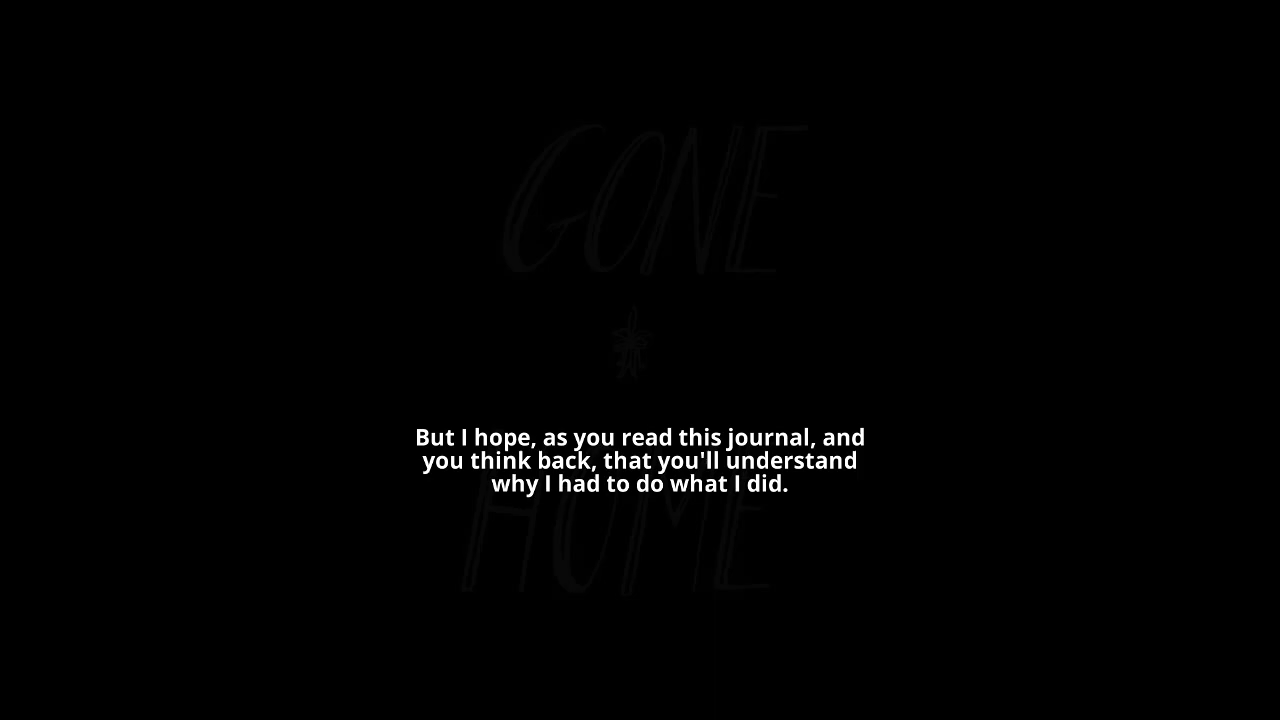 GONE
But I hope, as you read this journal, and
you think back, that you'll understand
why I had to do what I did.
HOME